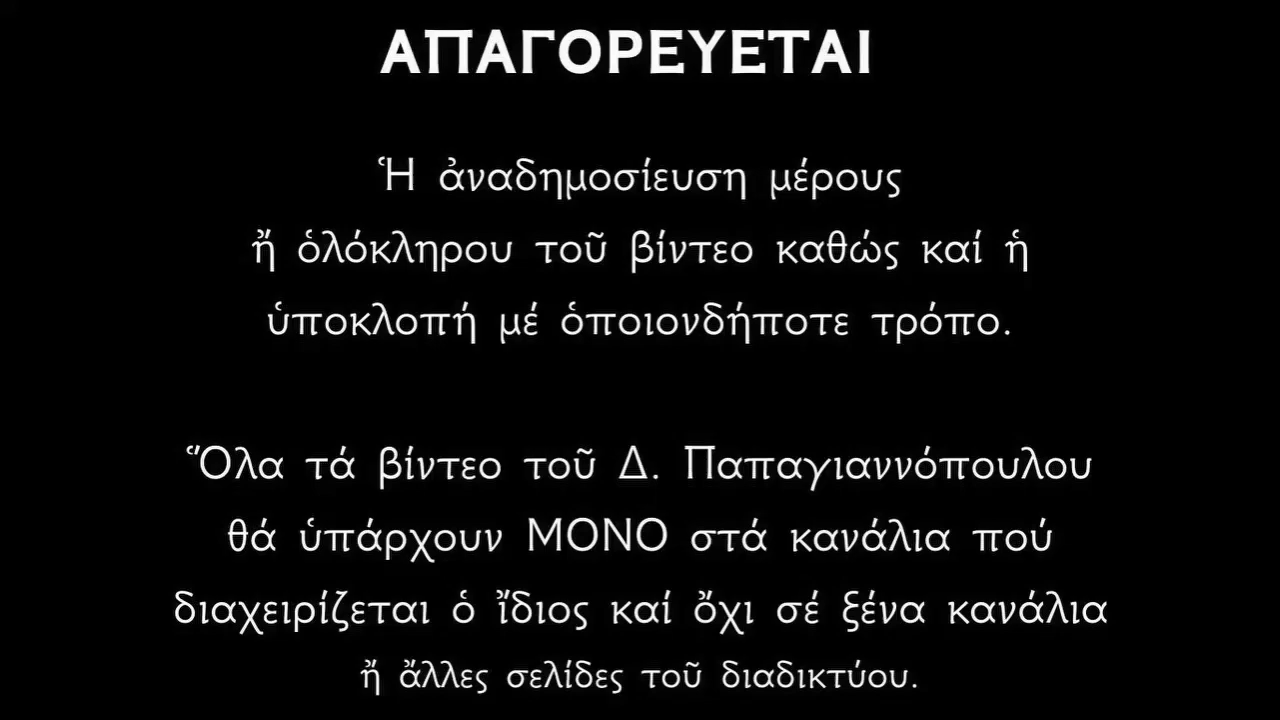 ΑΠΑΓΟΡΕΥΕΤΑΙ
Ἡ ἀναδημοσίευση μέρους
ἤ ὁλόκληρου τοῦ βίντεο καθώς καί ἡ
ὑποκλοπή μέ ὁποιονδήποτε τρόπο.
Ὅλα τά βίντεο τοῦ Δ. Παπαγιαννόπουλου
θά ὑπάρχουν ΜΟΝΟ στά κανάλια πού
διαχειρίζεται ὁ ἴδιος καί ὄχι σέ ξένα κανάλια
ἤ ἄλλες σελίδες τοῦ διαδικτύου.